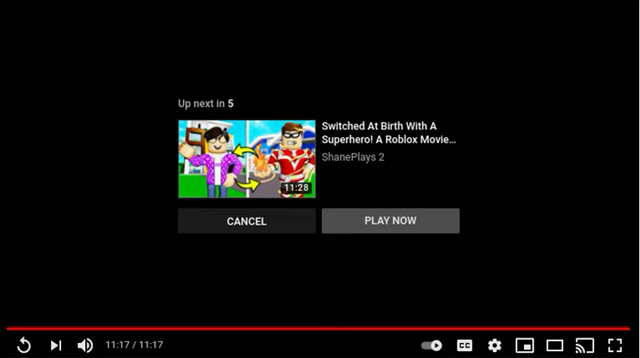 Up next in 5
Switched At Birth With A
Superhero! A Roblox Movie...
ShanePlays 2
11:28
CANCEL
PLAY NOW
11:17 / 11:17
CC